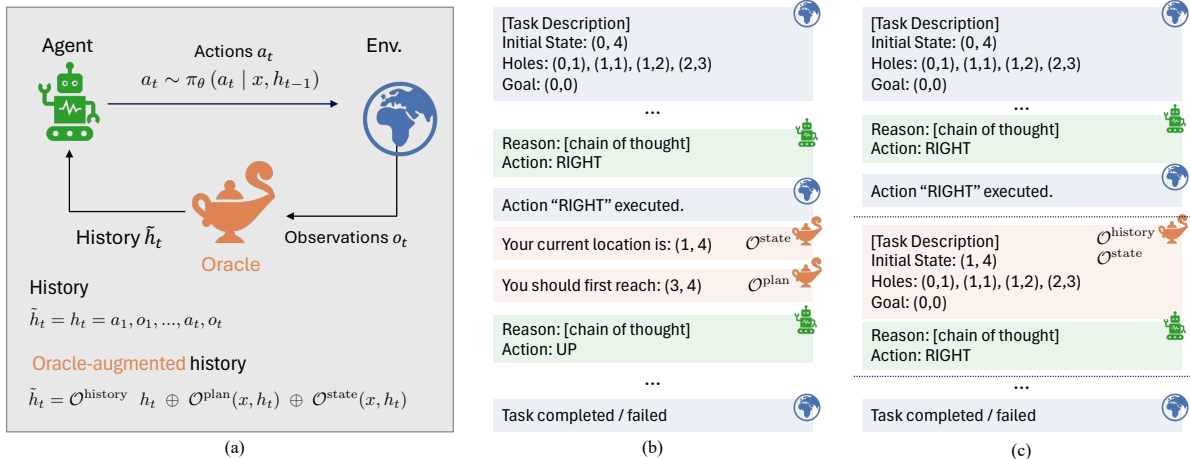 Agent
Actions a_t
Env.
a_t ∼ π_θ (a_t | x, h_{t−1})
History h̃_t
Observations o_t
Oracle
History
h̃_t = h_t = a_1, o_1, ..., a_t, o_t
Oracle-augmented history
h̃_t = O^history h_t ⊕ O^plan(x, h_t) ⊕ O^state(x, h_t)
(a)
[Task Description]
Initial State: (0, 4)
Holes: (0,1), (1,1), (1,2), (2,3)
Goal: (0,0)
...
Reason: [chain of thought]
Action: RIGHT
Action “RIGHT” executed.
Your current location is: (1, 4) O^state
You should first reach: (3, 4) O^plan
Reason: [chain of thought]
Action: UP
...
Task completed / failed
(b)
[Task Description]
Initial State: (0, 4)
Holes: (0,1), (1,1), (1,2), (2,3)
Goal: (0,0)
...
Reason: [chain of thought]
Action: RIGHT
Action “RIGHT” executed.
O^history
[Task Description] O^state
Initial State: (1, 4)
Holes: (0,1), (1,1), (1,2), (2,3)
Goal: (0,0)
Reason: [chain of thought]
Action: RIGHT
...
Task completed / failed
(c)